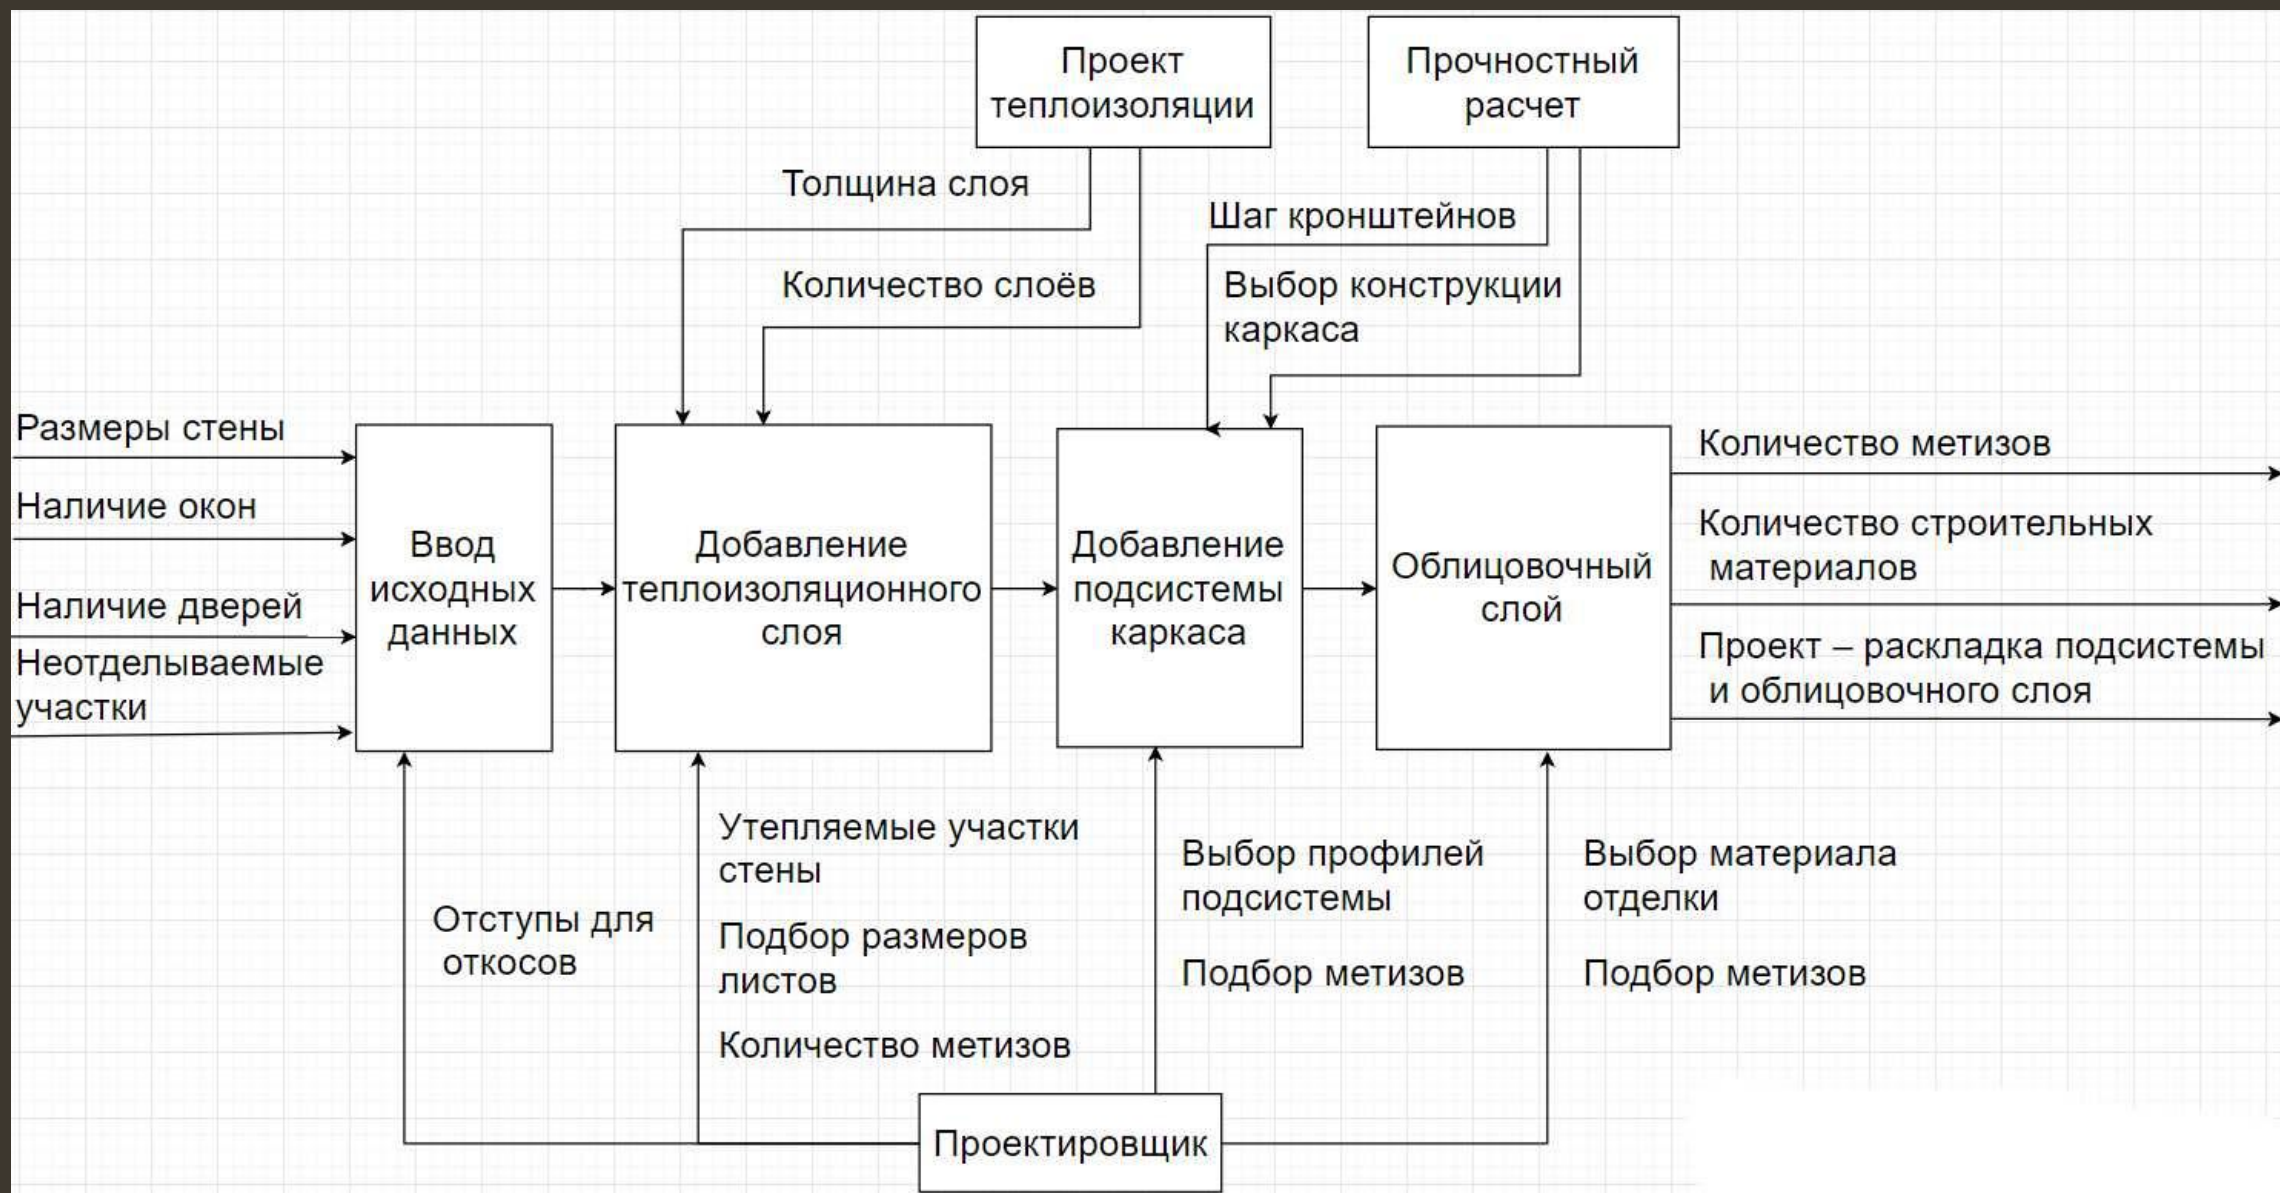 Проект
теплоизоляции
Прочностный
расчет
Толщина слоя
Шаг кронштейнов
Количество слоёв
Выбор конструкции
каркаса
Размеры стены
Наличие окон
Наличие дверей
Неотделываемые
участки
Ввод
исходных
данных
Добавление
теплоизоляционного
слоя
Добавление
подсистемы
каркаса
Облицовочный
слой
Количество метизов
Количество строительных
материалов
Проект – раскладка подсистемы
и облицовочного слоя
Отступы для
откосов
Утепляемые участки
стены
Подбор размеров
листов
Количество метизов
Выбор профилей
подсистемы
Подбор метизов
Выбор материала
отделки
Подбор метизов
Проектировщик